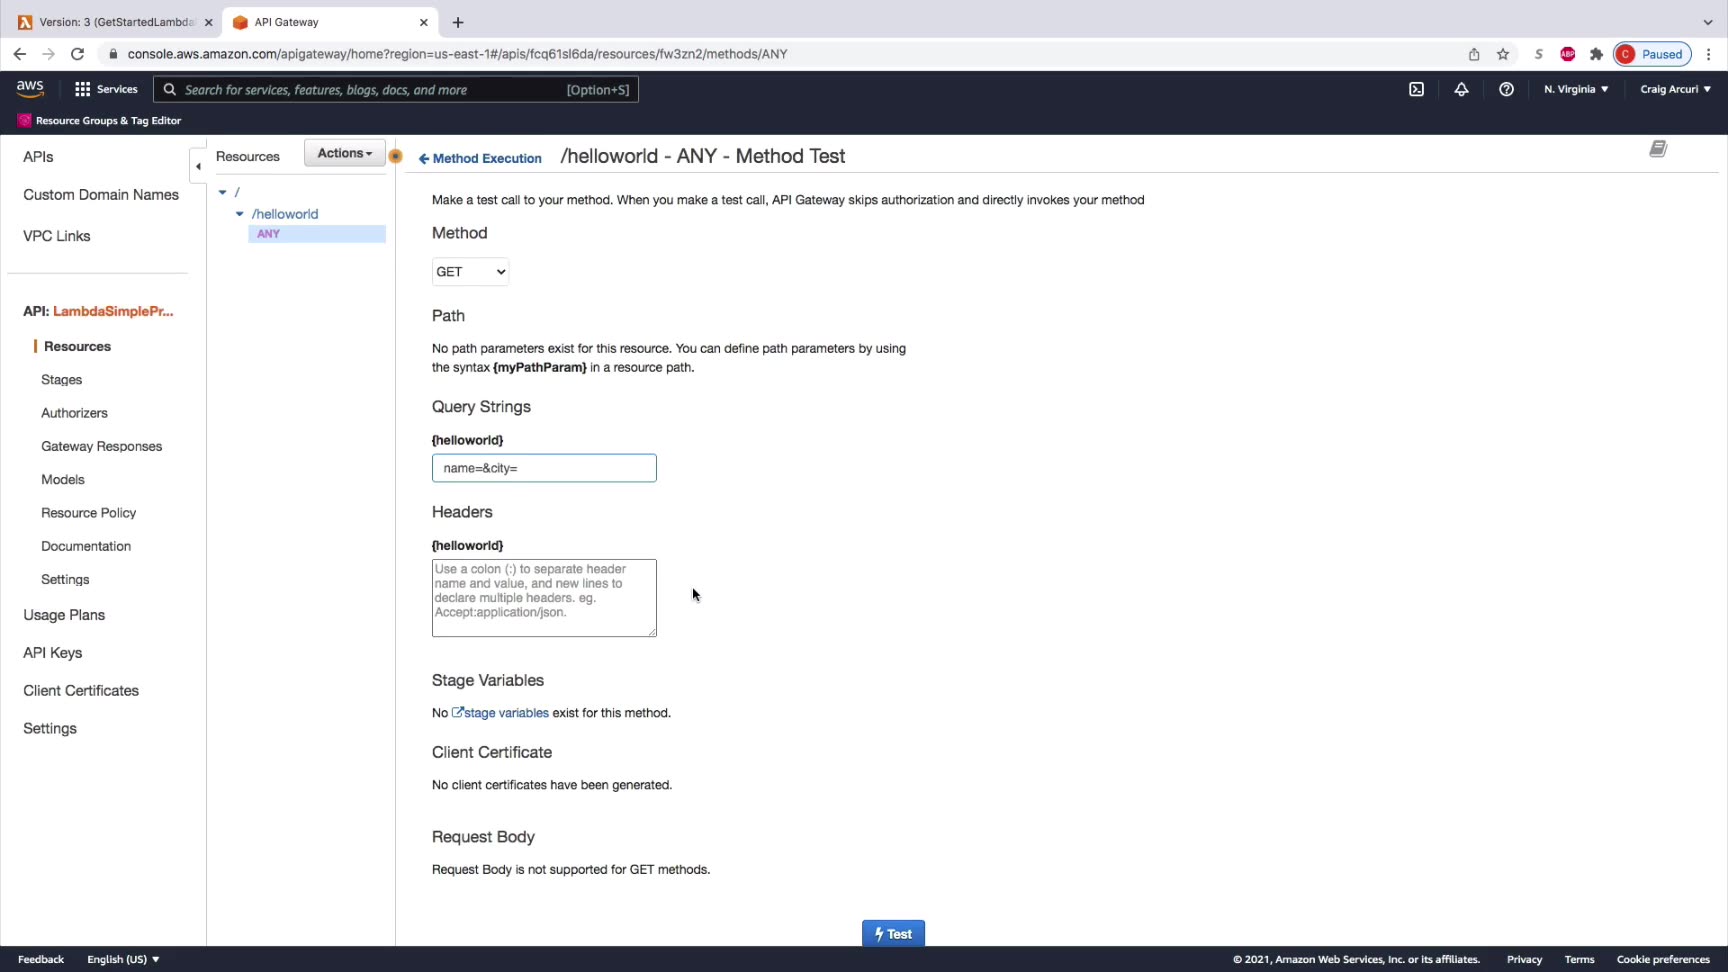 Version: 3 (GetStartedLambda
API Gateway
console.aws.amazon.com/apigateway/home?region=us-east-1#/apis/fcq61sl6da/resources/fw3zn2/methods/ANY
S
ABP
C Paused
aws
Services
Search for services, features, blogs, docs, and more [Option+S]
N. Virginia
Craig Arcuri
Resource Groups & Tag Editor
APIs
Custom Domain Names
VPC Links
API: LambdaSimplePr...
Resources
Stages
Authorizers
Gateway Responses
Models
Resource Policy
Documentation
Settings
Usage Plans
API Keys
Client Certificates
Settings
Resources
Actions
/
/helloworld
ANY
Method Execution /helloworld - ANY - Method Test
Make a test call to your method. When you make a test call, API Gateway skips authorization and directly invokes your method
Method
GET
Path
No path parameters exist for this resource. You can define path parameters by using
the syntax {myPathParam} in a resource path.
Query Strings
{helloworld}
name=&city=
Headers
{helloworld}
Use a colon (:) to separate header
name and value, and new lines to
declare multiple headers. eg.
Accept:application/json.
Stage Variables
No stage variables exist for this method.
Client Certificate
No client certificates have been generated.
Request Body
Request Body is not supported for GET methods.
Test
Feedback
English (US)
© 2021, Amazon Web Services, Inc. or its affiliates.
Privacy
Terms
Cookie preferences